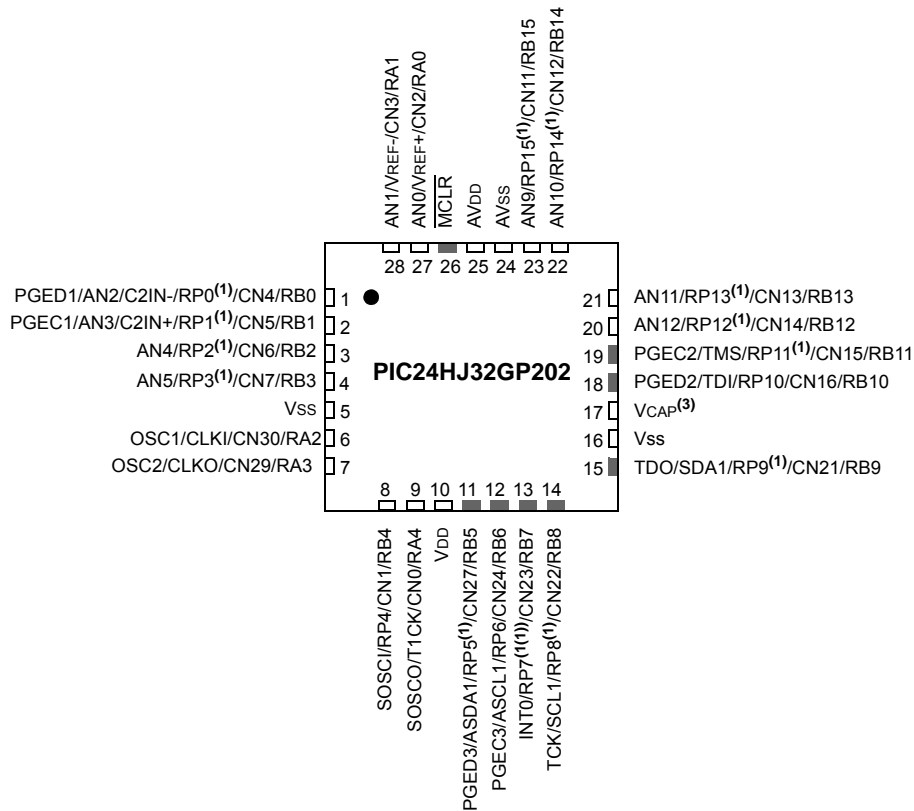 AN1/VREF-/CN3/RA1
AN0/VREF+/CN2/RA0
MCLR
AVDD
AVSS
AN9/RP15(1)/CN11/RB15
AN10/RP14(1)/CN12/RB14
28 27 26 25 24 23 22
PGED1/AN2/C2IN-/RP0(1)/CN4/RB0 1
PGEC1/AN3/C2IN+/RP1(1)/CN5/RB1 2
AN4/RP2(1)/CN6/RB2 3
AN5/RP3(1)/CN7/RB3 4
VSS 5
OSC1/CLKI/CN30/RA2 6
OSC2/CLKO/CN29/RA3 7
PIC24HJ32GP202
21 AN11/RP13(1)/CN13/RB13
20 AN12/RP12(1)/CN14/RB12
19 PGEC2/TMS/RP11(1)/CN15/RB11
18 PGED2/TDI/RP10/CN16/RB10
17 VCAP(3)
16 Vss
15 TDO/SDA1/RP9(1)/CN21/RB9
8 9 10 11 12 13 14
SOSCI/RP4/CN1/RB4
SOSCO/T1CK/CN0/RA4
VDD
PGED3/ASDA1/RP5(1)/CN27/RB5
PGEC3/ASCL1/RP6/CN24/RB6
INT0/RP7(1(1))/CN23/RB7
TCK/SCL1/RP8(1)/CN22/RB8